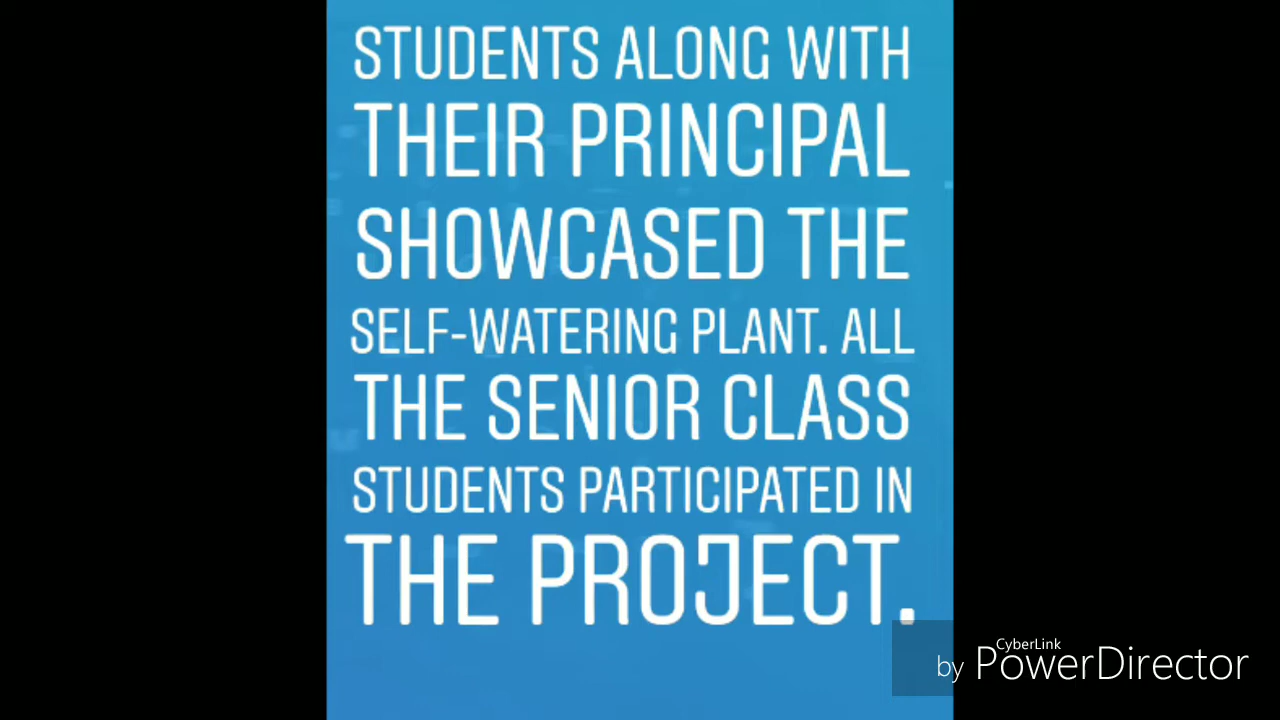 STUDENTS ALONG WITH
THEIR PRINCIPAL
SHOWCASED THE
SELF-WATERING PLANT. ALL
THE SENIOR CLASS
STUDENTS PARTICIPATED IN
THE PROJECT.
CyberLink
by PowerDirector